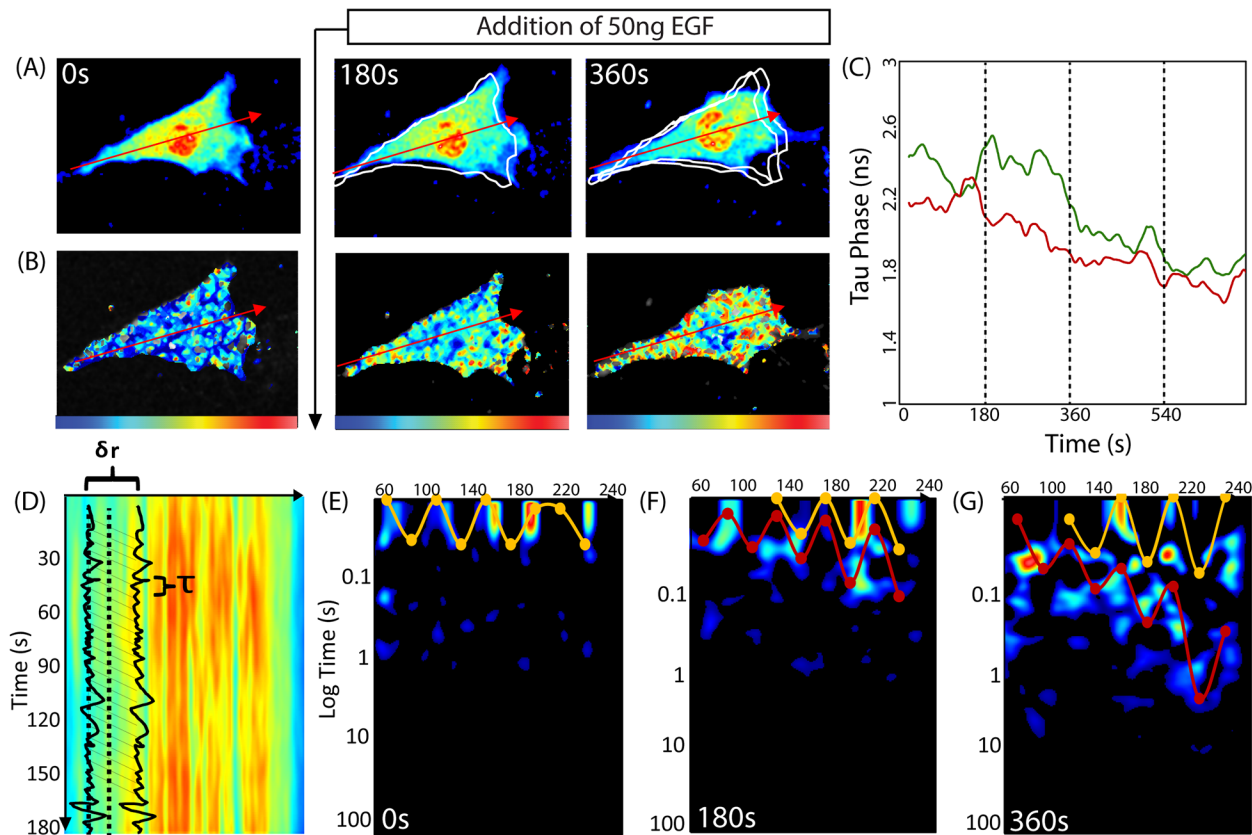 Addition of 50ng EGF
(A)
0s
180s
360s
(B)
(C)
3
2.6
2.2
1.8
1.4
1
Tau Phase (ns)
0
180
360
540
Time (s)
(D)
δr
τ
30
60
90
120
150
180
Time (s)
(E)
60
100
140
180
220
240
0.1
1
10
100
Log Time (s)
0s
(F)
60
100
140
180
220
240
0.1
1
10
100
180s
(G)
60
100
140
180
220
240
0.1
1
10
100
360s